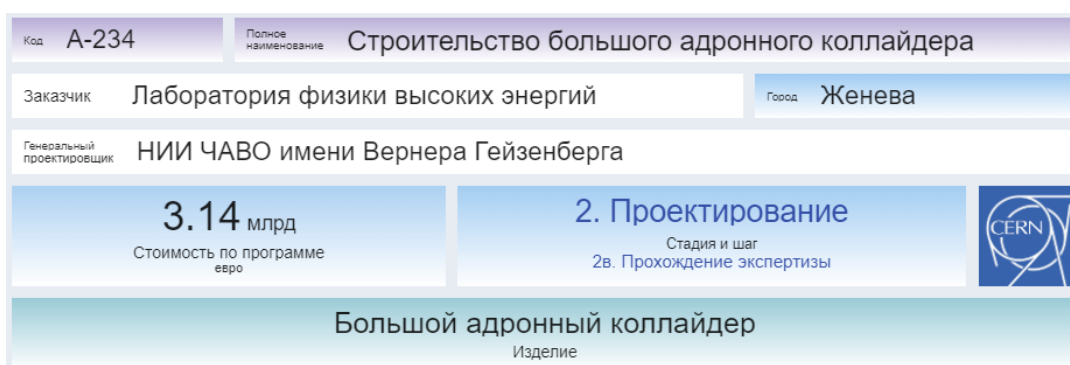 Код А-234 Полное наименование Строительство большого адронного коллайдера
Заказчик Лаборатория физики высоких энергий Город Женева
Генеральный проектировщик НИИ ЧАВО имени Вернера Гейзенберга
3.14 млрд
Стоимость по программе
евро
2. Проектирование
Стадия и шаг
2в. Прохождение экспертизы
CERN
Большой адронный коллайдер
Изделие